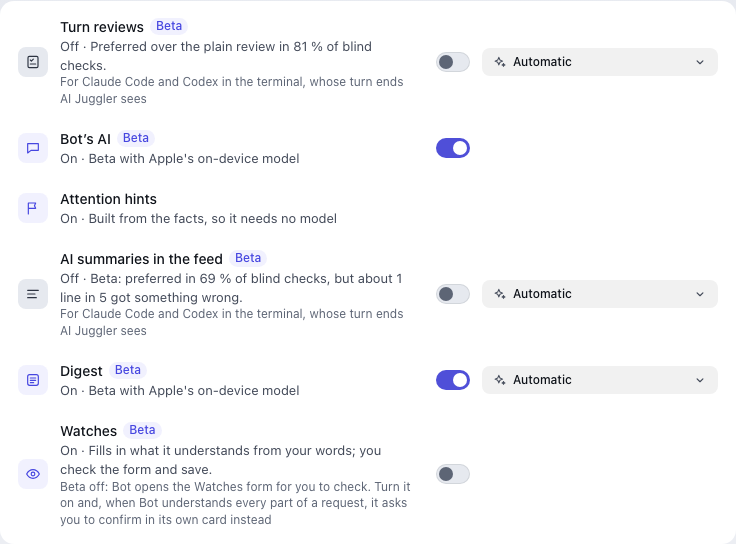 Turn reviews Beta
Off · Preferred over the plain review in 81 % of blind
checks.
For Claude Code and Codex in the terminal, whose turn ends
AI Juggler sees
Automatic
Bot’s AI Beta
On · Beta with Apple's on-device model
Attention hints
On · Built from the facts, so it needs no model
AI summaries in the feed Beta
Off · Beta: preferred in 69 % of blind checks, but about 1
line in 5 got something wrong.
For Claude Code and Codex in the terminal, whose turn ends
AI Juggler sees
Automatic
Digest Beta
On · Beta with Apple's on-device model
Automatic
Watches Beta
On · Fills in what it understands from your words; you
check the form and save.
Beta off: Bot opens the Watches form for you to check. Turn it
on and, when Bot understands every part of a request, it asks
you to confirm in its own card instead